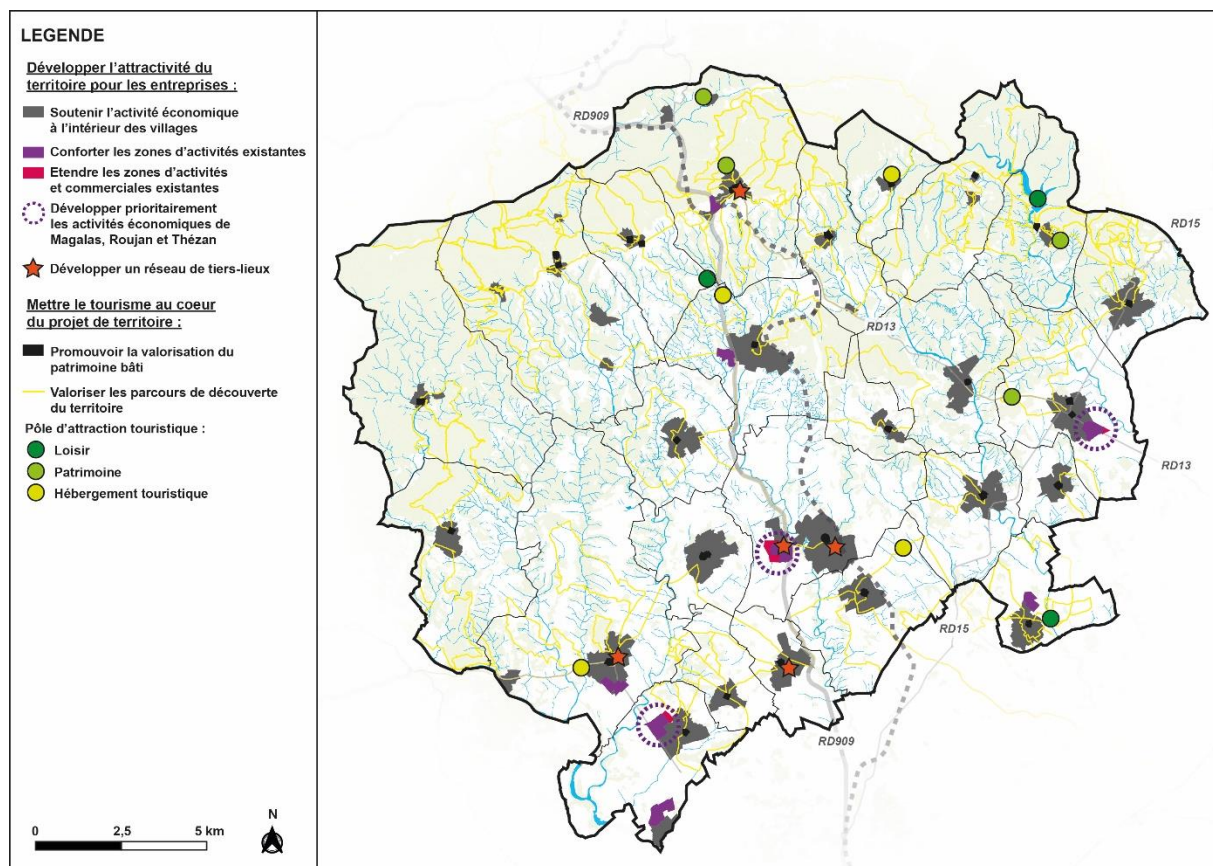 LEGENDE
Développer l'attractivité du
territoire pour les entreprises :
Soutenir l'activité économique
à l'intérieur des villages
Conforter les zones d'activités existantes
Etendre les zones d'activités
et commerciales existantes
Développer prioritairement
les activités économiques de
Magalas, Roujan et Thézan
Développer un réseau de tiers-lieux
Mettre le tourisme au coeur
du projet de territoire :
Promouvoir la valorisation du
patrimoine bâti
Valoriser les parcours de découverte
du territoire
Pôle d'attraction touristique :
Loisir
Patrimoine
Hébergement touristique
N
0 2,5 5 km
RD909
RD15
RD13
RD13
RD15
RD909